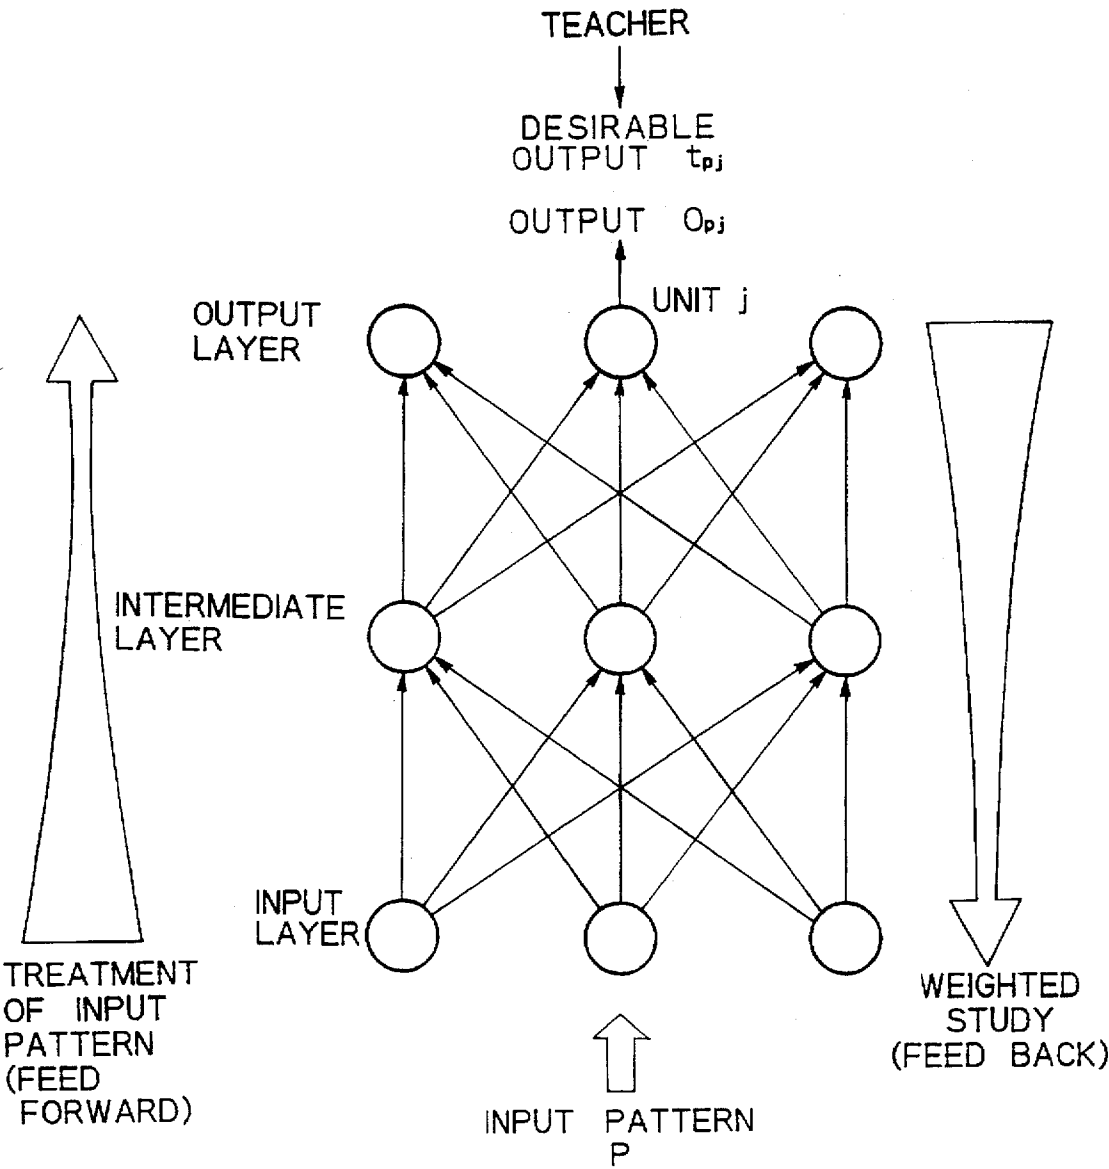 TEACHER
DESIRABLE
OUTPUT tpj
OUTPUT Opj
UNIT j
OUTPUT
LAYER
INTERMEDIATE
LAYER
INPUT
LAYER
TREATMENT
OF INPUT
PATTERN
(FEED
FORWARD)
WEIGHTED
STUDY
(FEED BACK)
INPUT PATTERN
P